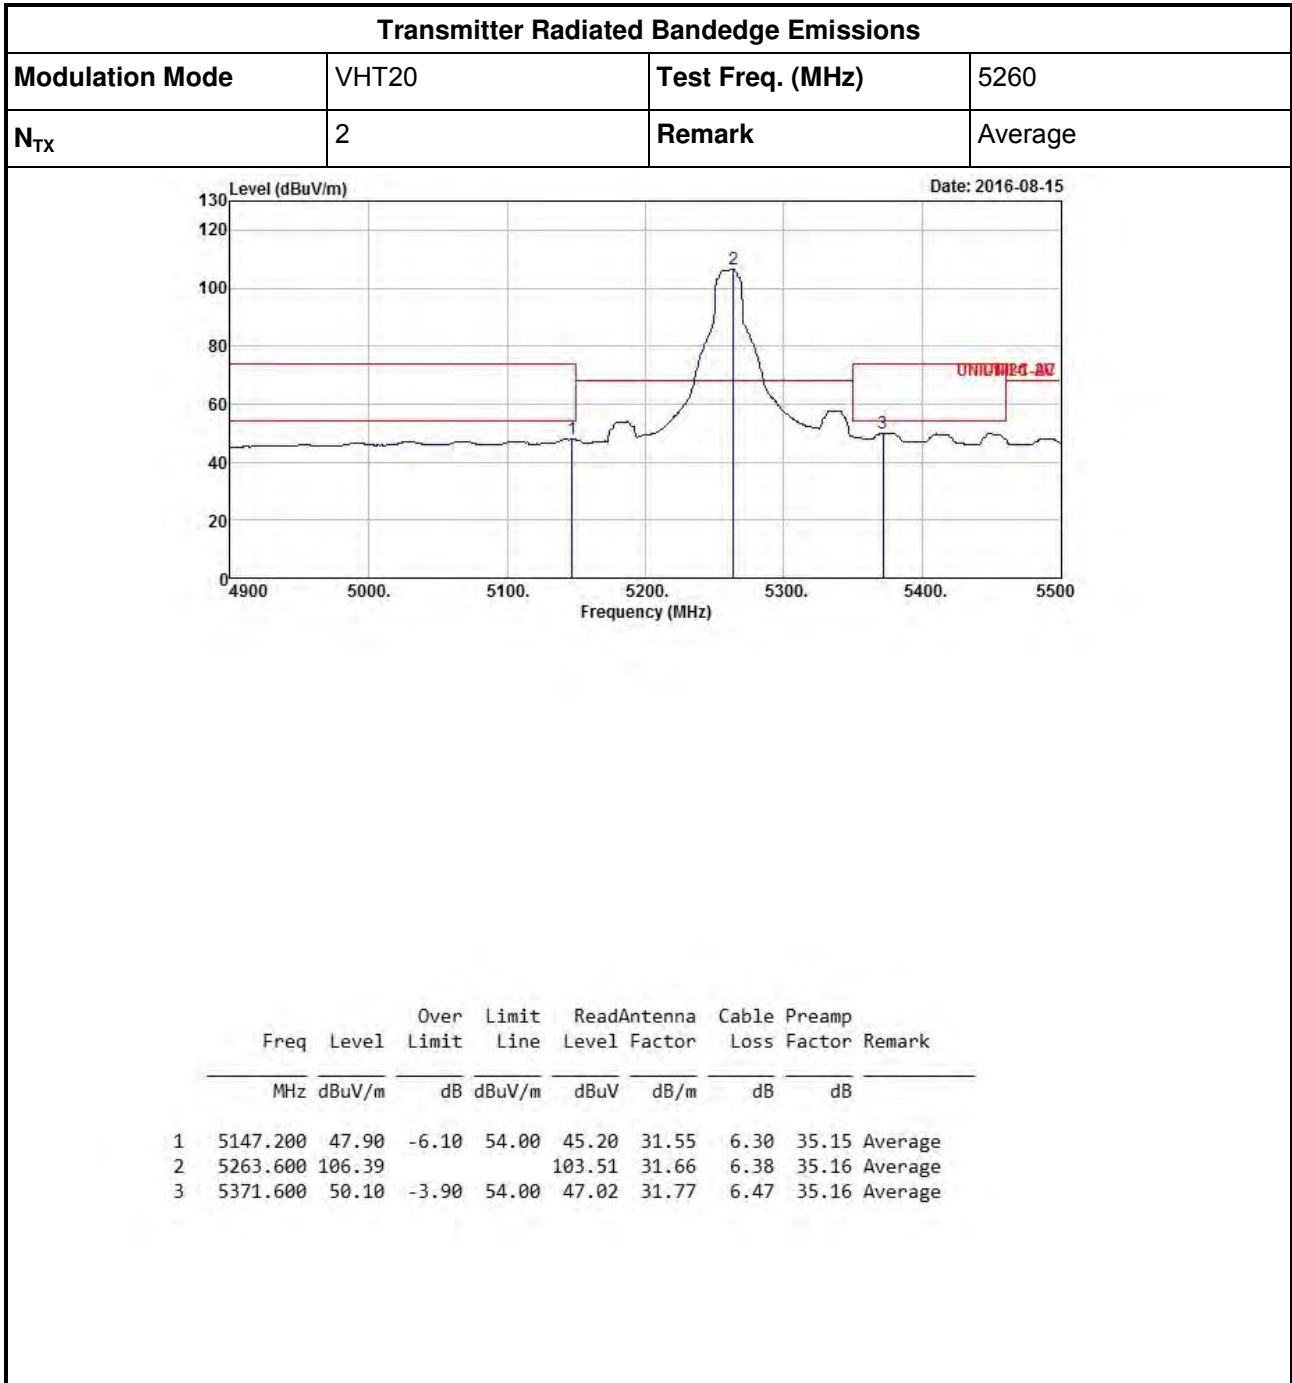 Transmitter Radiated Bandedge Emissions
Modulation Mode VHT20 Test Freq. (MHz) 5260
NTX 2 Remark Average
Level (dBuV/m) Date: 2016-08-15
130
120
100
80
60
40
20
0
2
1
3
4900 5000. 5100. 5200. 5300. 5400. 5500
Frequency (MHz)
Over Limit ReadAntenna Cable Preamp
Freq Level Limit Line Level Factor Loss Factor Remark
MHz dBuV/m dB dBuV/m dBuV dB/m dB dB
1 5147.200 47.90 -6.10 54.00 45.20 31.55 6.30 35.15 Average
2 5263.600 106.39 103.51 31.66 6.38 35.16 Average
3 5371.600 50.10 -3.90 54.00 47.02 31.77 6.47 35.16 Average